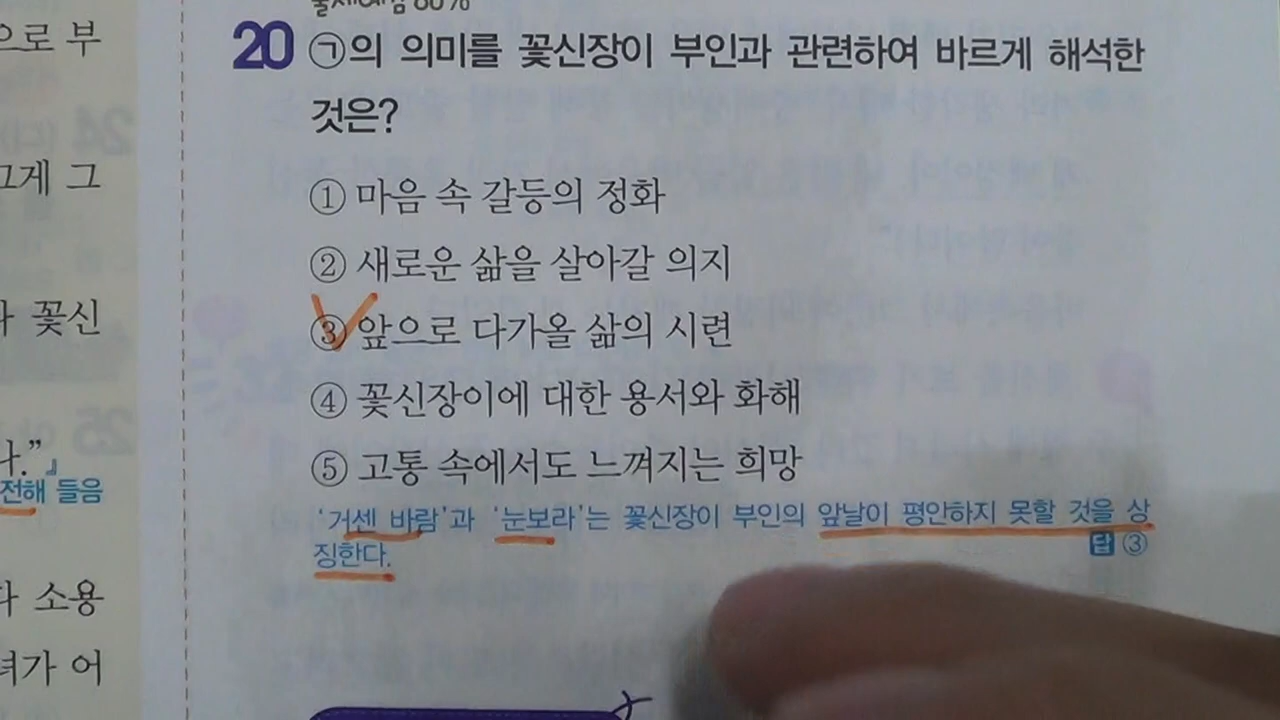 20 ㉠의 의미를 꽃신장이 부인과 관련하여 바르게 해석한
것은?
① 마음 속 갈등의 정화
② 새로운 삶을 살아갈 의지
③ 앞으로 다가올 삶의 시련
④ 꽃신장이에 대한 용서와 화해
⑤ 고통 속에서도 느껴지는 희망
‘거센 바람’과 ‘눈보라’는 꽃신장이 부인의 앞날이 평안하지 못할 것을 상
징한다.
답 ③
으로 부
그
꽃신
다.”』
전해 들음
소용
어